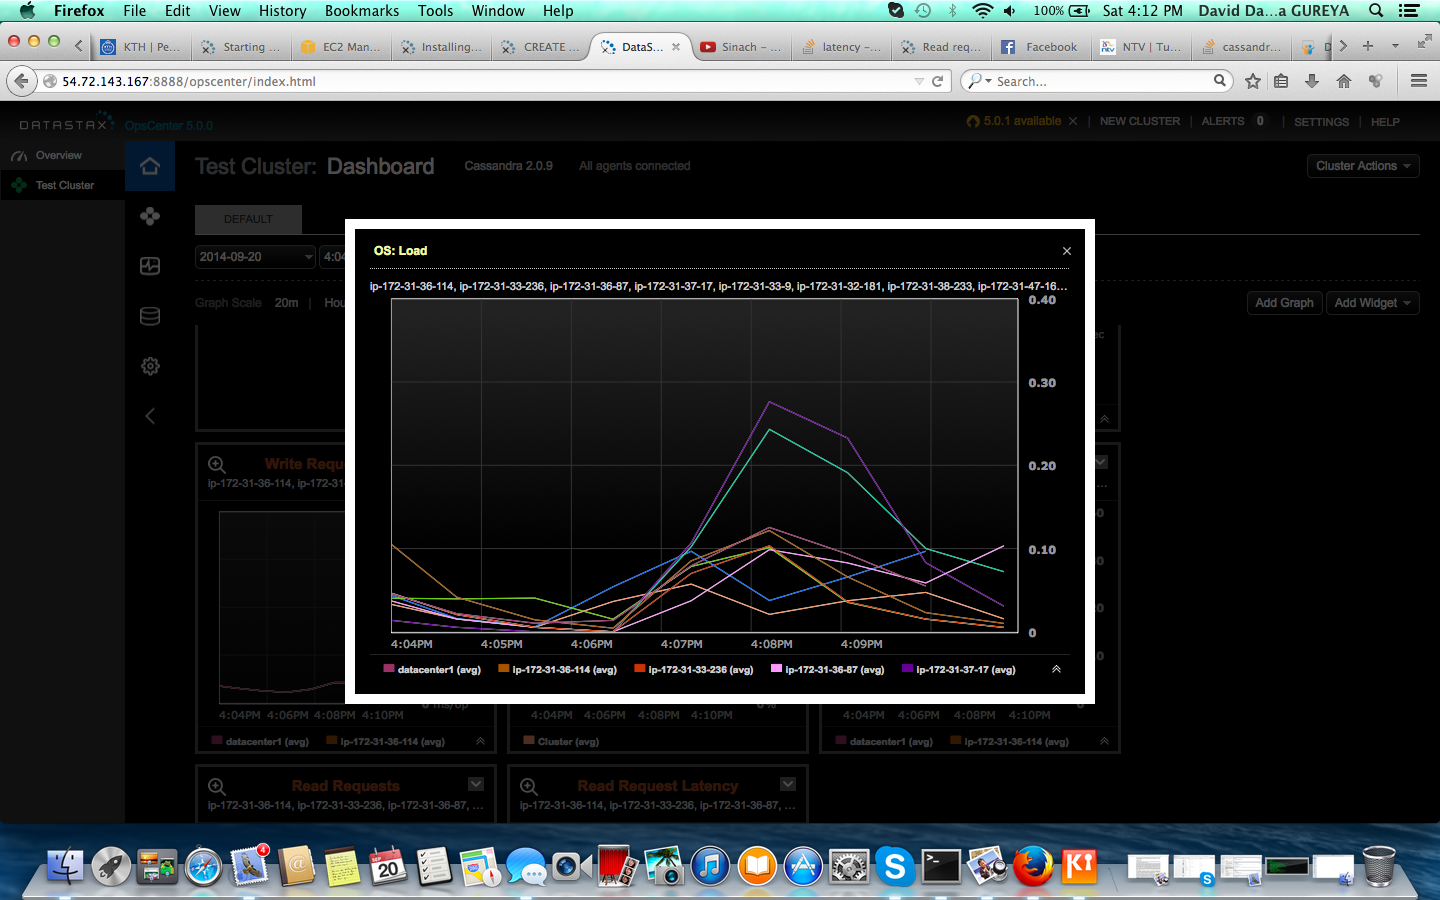 Firefox File Edit View History Bookmarks Tools Window Help 100% Sat 4:12 PM David Da...a GUREYA
KTH | Pe... Starting ... EC2 Man... Installing... CREATE ... DataS... Sinach – ... latency –... Read req... Facebook NTV | Tu... cassandr... D
54.72.143.167:8888/opscenter/index.html Search...
DATASTAX OpsCenter 5.0.0 5.0.1 available × | NEW CLUSTER | ALERTS 0 | SETTINGS | HELP
Overview
Test Cluster
Test Cluster: Dashboard Cassandra 2.0.9 All agents connected Cluster Actions
DEFAULT
2014-09-20 4:04
Graph Scale 20m | Hou Add Graph Add Widget
OS: Load ×
ip-172-31-36-114, ip-172-31-33-236, ip-172-31-36-87, ip-172-31-37-17, ip-172-31-33-9, ip-172-31-32-181, ip-172-31-38-233, ip-172-31-47-16...
0.40
0.30
0.20
0.10
0
4:04PM 4:05PM 4:06PM 4:07PM 4:08PM 4:09PM
datacenter1 (avg) ip-172-31-36-114 (avg) ip-172-31-33-236 (avg) ip-172-31-36-87 (avg) ip-172-31-37-17 (avg)
ec
Write Requ
ip-172-31-36-114, ip-172-31 ...
0 ms/op 0% 0
4:04PM 4:06PM 4:08PM 4:10PM 4:04PM 4:06PM 4:08PM 4:10PM 4:04PM 4:06PM 4:08PM 4:10PM
datacenter1 (avg) ip-172-31-36-114 (avg) Cluster (avg) datacenter1 (avg) ip-172-31-36-114 (avg)
Read Requests Read Request Latency
ip-172-31-36-114, ip-172-31-33-236, ip-172-31-36-87, ... ip-172-31-36-114, ip-172-31-33-236, ip-172-31-36-87, ...
4
SEP
20